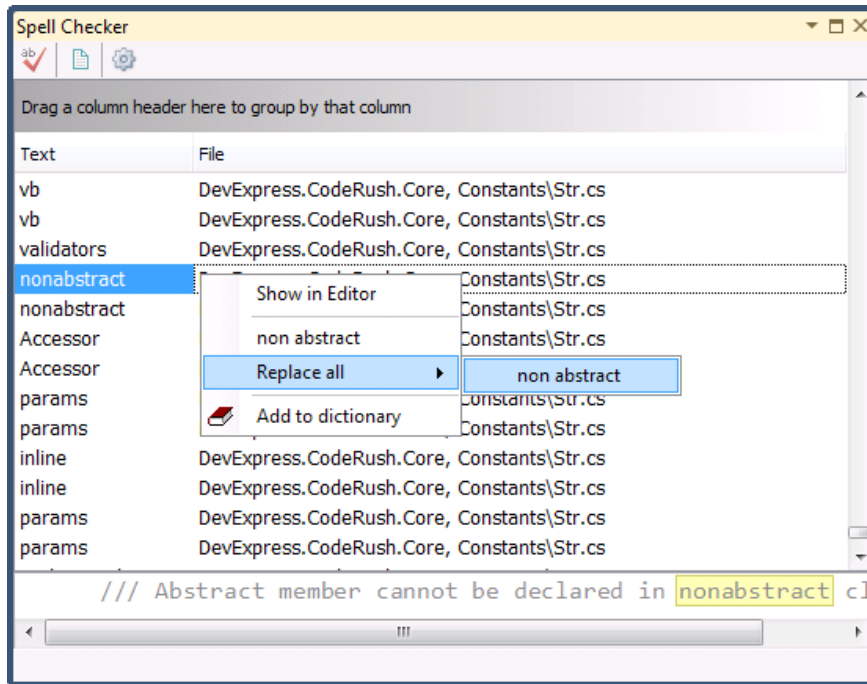 Spell Checker
ab
Drag a column header here to group by that column
Text File
vb DevExpress.CodeRush.Core, Constants\Str.cs
vb DevExpress.CodeRush.Core, Constants\Str.cs
validators DevExpress.CodeRush.Core, Constants\Str.cs
nonabstract Constants\Str.cs
Show in Editor
nonabstract Constants\Str.cs
Accessor non abstract Constants\Str.cs
Accessor Replace all non abstract
params Constants\Str.cs
params Add to dictionary Constants\Str.cs
inline DevExpress.CodeRush.Core, Constants\Str.cs
inline DevExpress.CodeRush.Core, Constants\Str.cs
params DevExpress.CodeRush.Core, Constants\Str.cs
params DevExpress.CodeRush.Core, Constants\Str.cs
/// Abstract member cannot be declared in nonabstract cl